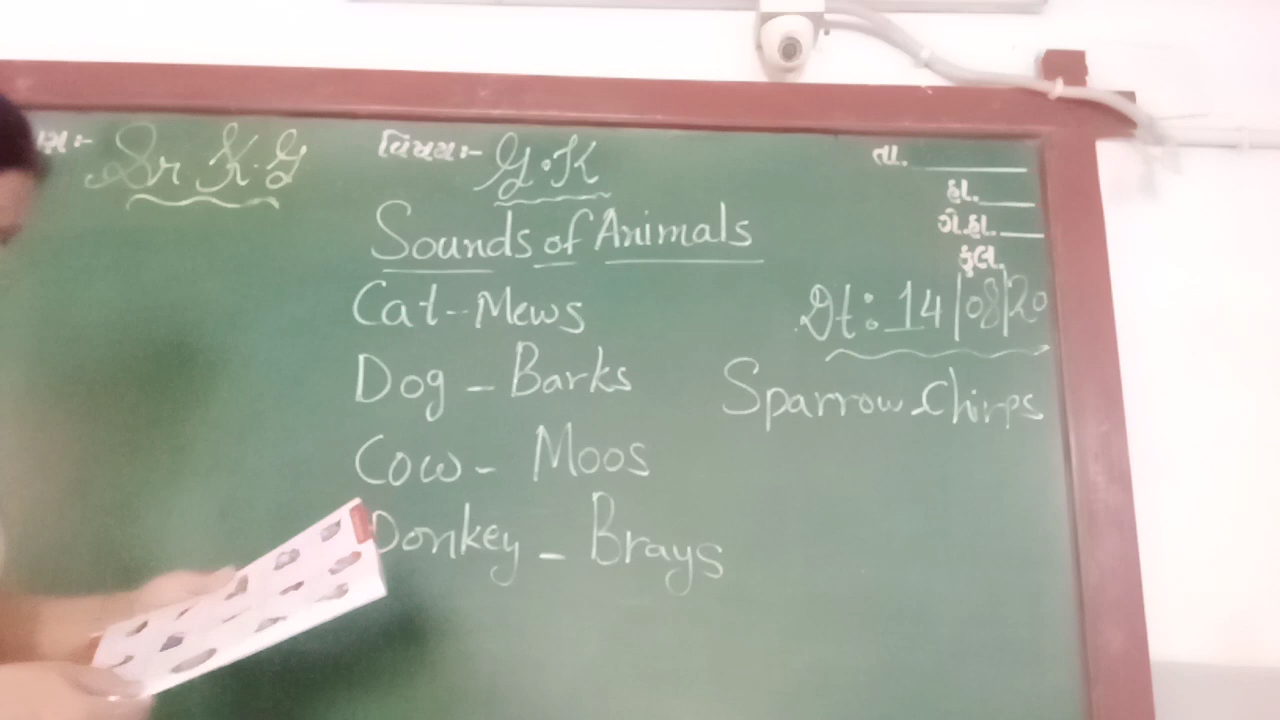 Sr K.G
વિષય:- G.K
તા.
હા.
ગે.હા.
કુલ.
Sounds of Animals
Dt: 14|08|20
Cat - Mews
Dog - Barks
Cow - Moos
Donkey - Brays
Sparrow - Chirps